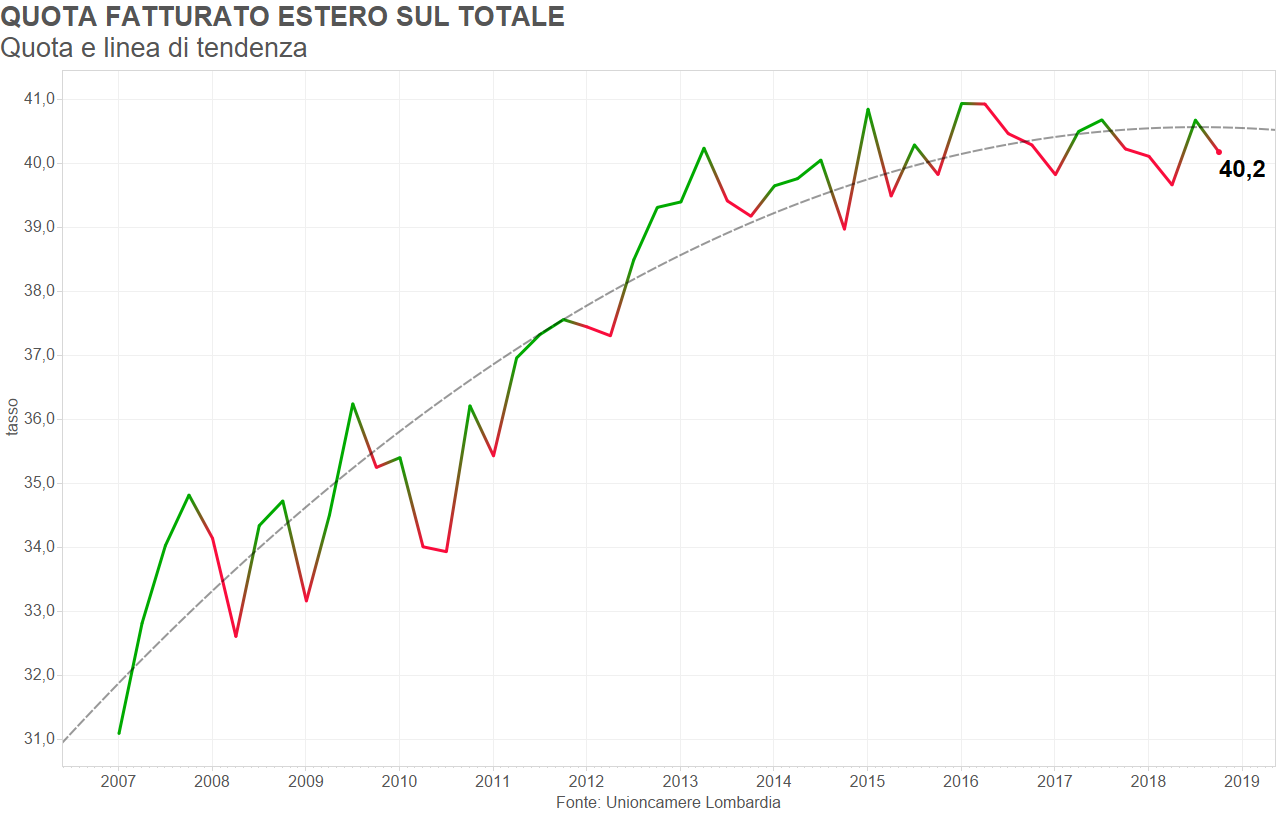 QUOTA FATTURATO ESTERO SUL TOTALE
Quota e linea di tendenza
41,0
40,0
39,0
38,0
37,0
36,0
35,0
34,0
33,0
32,0
31,0
tasso
40,2
2007 2008 2009 2010 2011 2012 2013 2014 2015 2016 2017 2018 2019
Fonte: Unioncamere Lombardia